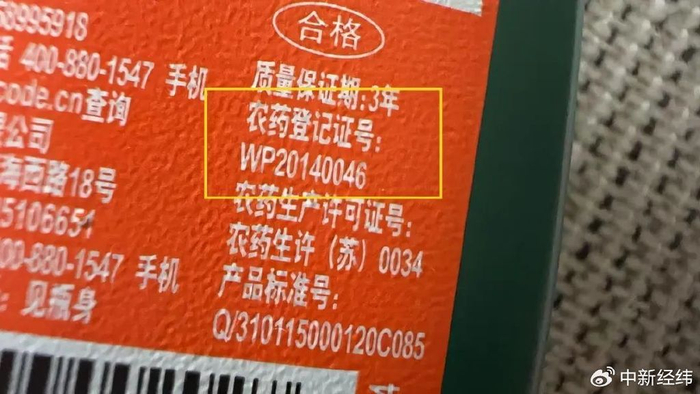 58995918
话 400-880-1547 手机
code.cn查询
限公司
海西路18号
5106651
00-880-1547 手机
：见瓶身
合格
质量保证期:3年
农药登记证号:
WP20140046
农药生产许可证号:
农药生许（苏）0034
产品标准号:
Q/310115000120C085
中新经纬